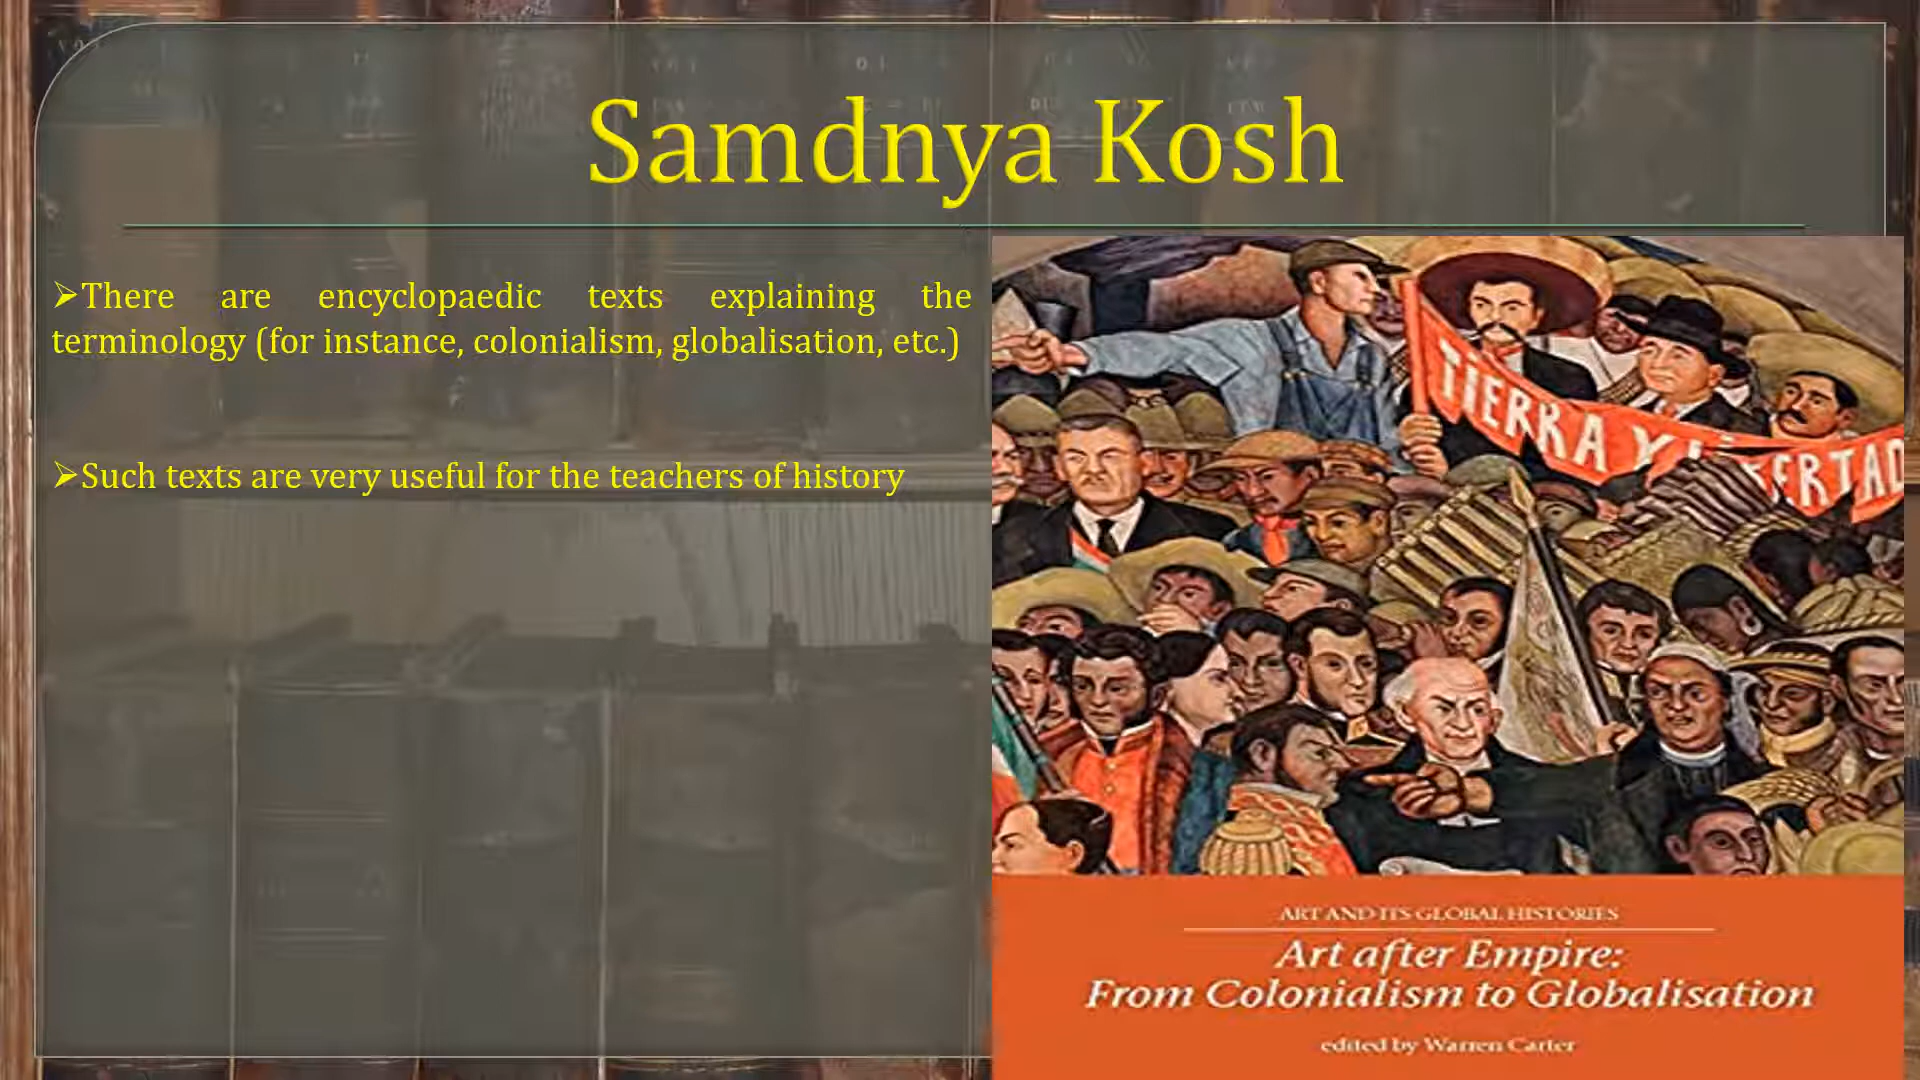 Samdnya Kosh
➢There are encyclopaedic texts explaining the
terminology (for instance, colonialism, globalisation, etc.)
➢Such texts are very useful for the teachers of history
TIERRA Y LIBERTAD
ART AND ITS GLOBAL HISTORIES
Art after Empire:
From Colonialism to Globalisation
edited by Warren Carter